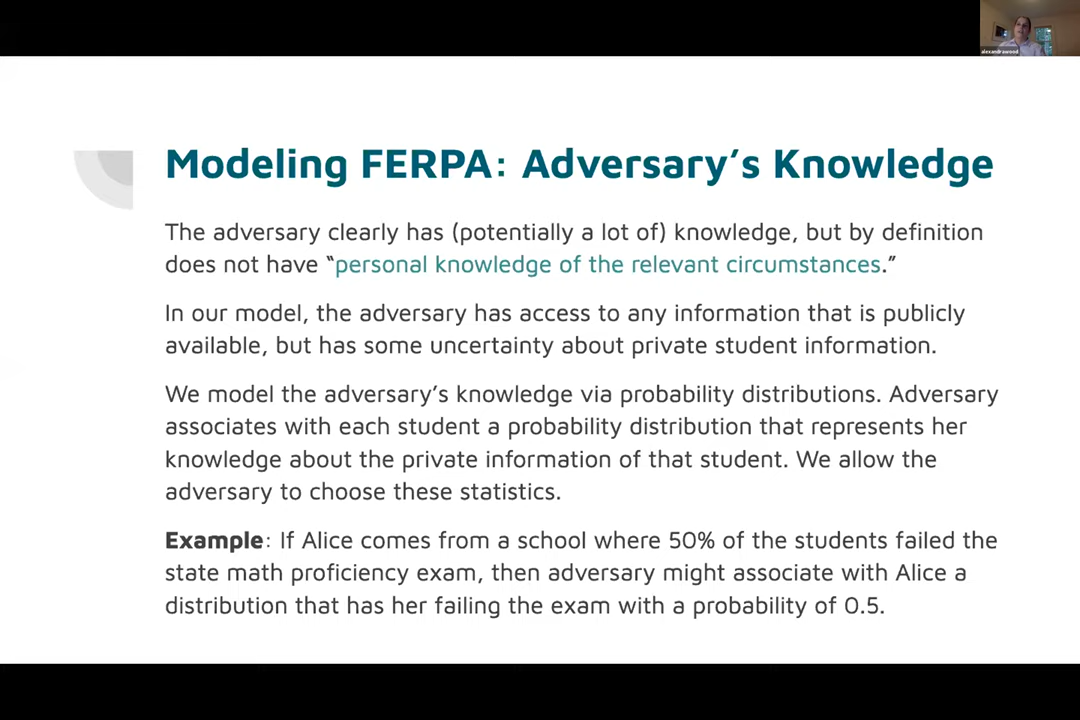 alexandrawood
Modeling FERPA: Adversary’s Knowledge
The adversary clearly has (potentially a lot of) knowledge, but by definition
does not have “personal knowledge of the relevant circumstances.”
In our model, the adversary has access to any information that is publicly
available, but has some uncertainty about private student information.
We model the adversary’s knowledge via probability distributions. Adversary
associates with each student a probability distribution that represents her
knowledge about the private information of that student. We allow the
adversary to choose these statistics.
Example: If Alice comes from a school where 50% of the students failed the
state math proficiency exam, then adversary might associate with Alice a
distribution that has her failing the exam with a probability of 0.5.